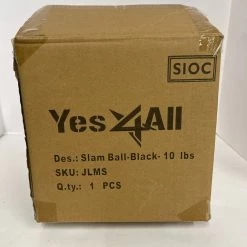 SIOC
Yes4All
Des.: Slam Ball-Black- 10 lbs
SKU: JLMS
Q.ty.: 1 PCS